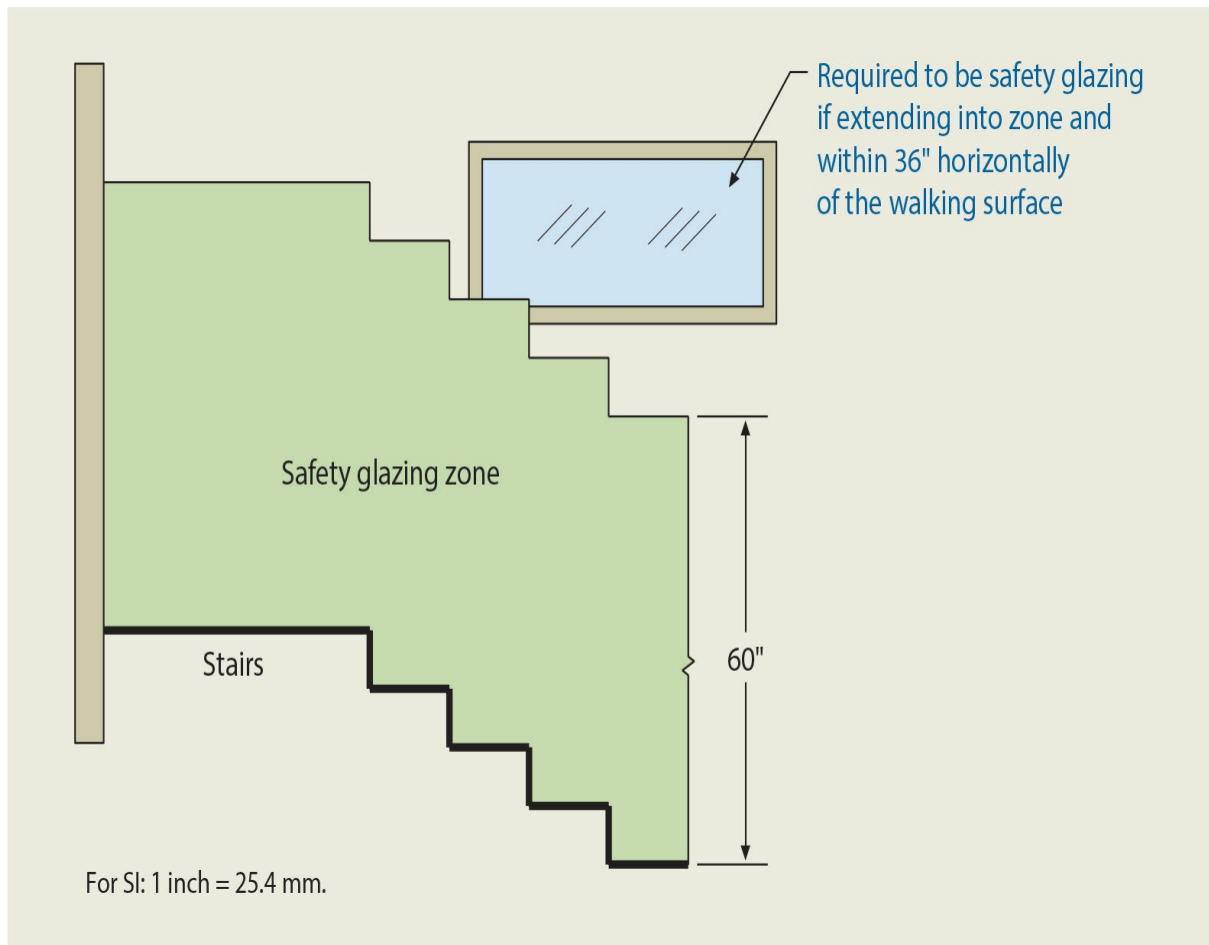 Required to be safety glazing
if extending into zone and
within 36" horizontally
of the walking surface
Safety glazing zone
Stairs
60"
For SI: 1 inch = 25.4 mm.